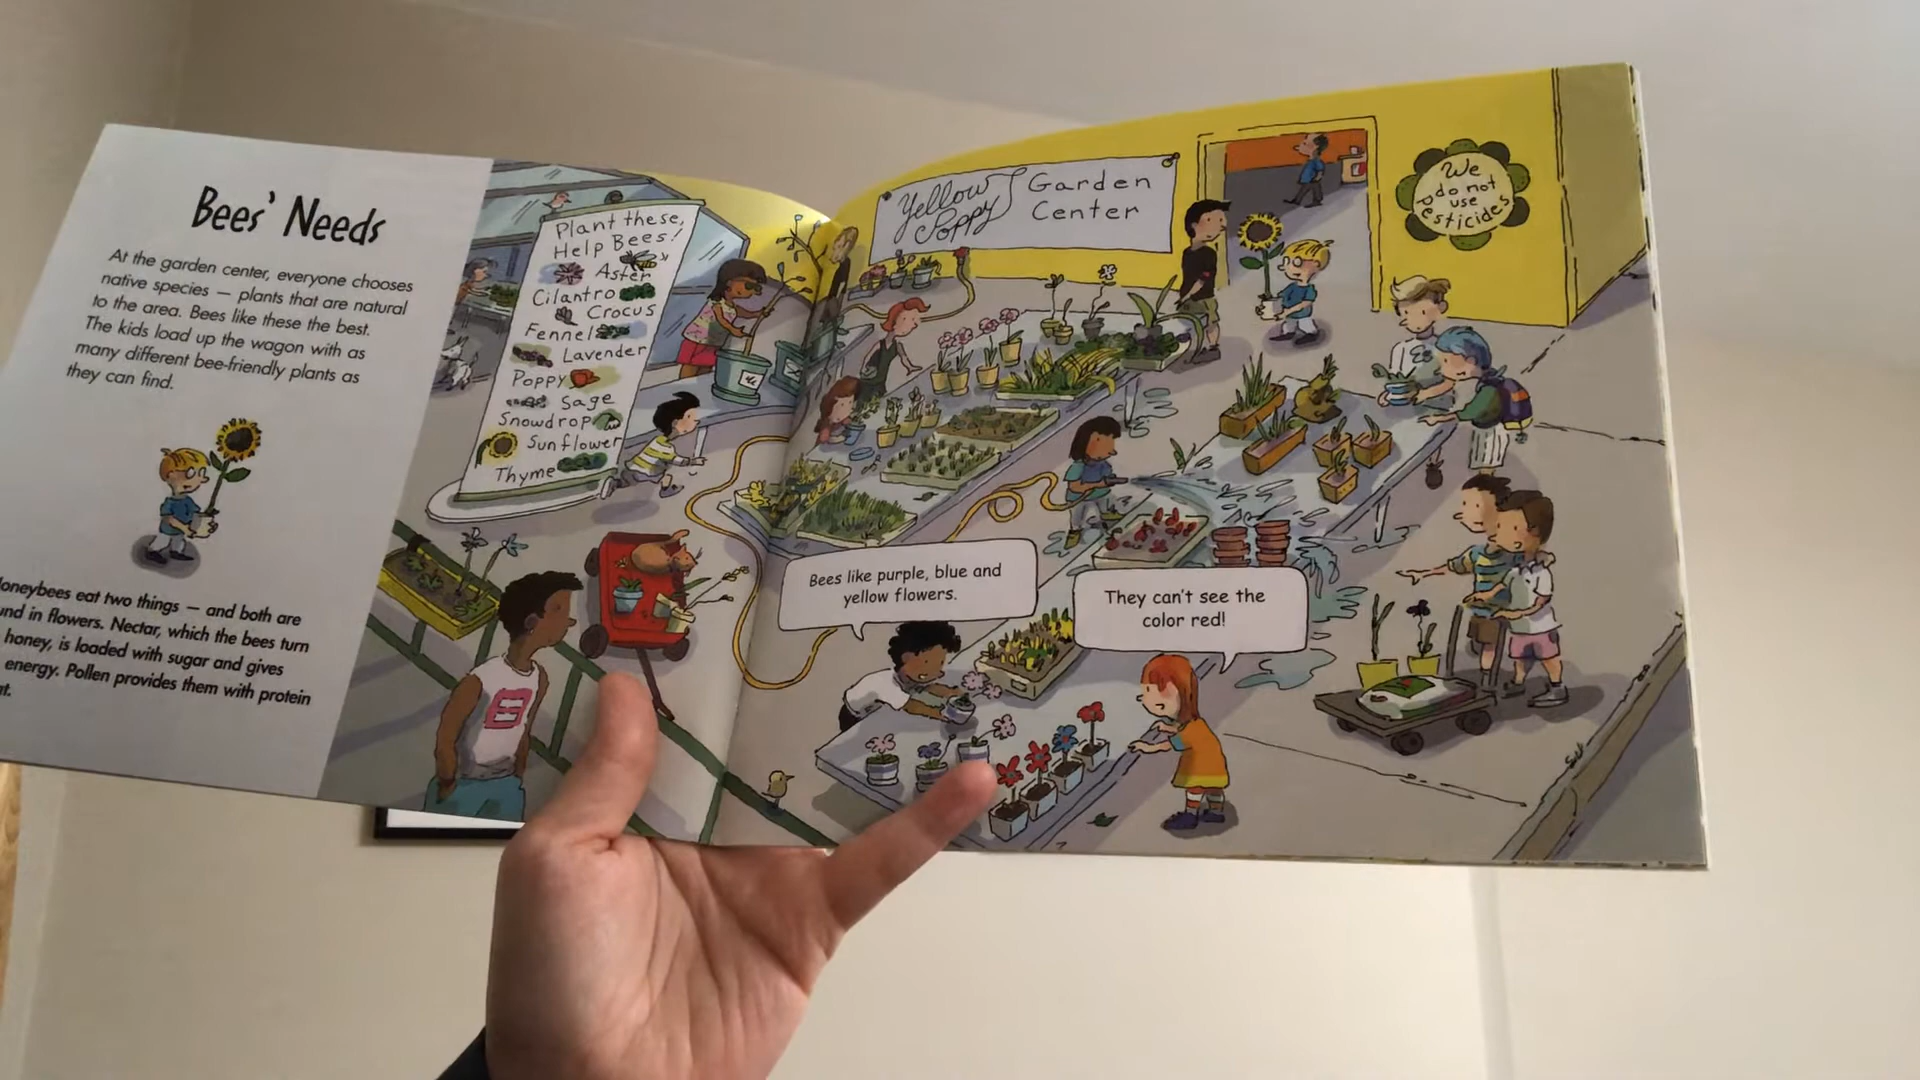 Bees' Needs
At the garden center, everyone chooses
native species — plants that are natural
to the area. Bees like these the best.
The kids load up the wagon with as
many different bee-friendly plants as
they can find.
oneybees eat two things — and both are
und in flowers. Nectar, which the bees turn
honey, is loaded with sugar and gives
energy. Pollen provides them with protein
Plant these,
Help Bees!
Aster
Cilantro
Crocus
Fennel
Lavender
Poppy
Sage
Snowdrop
Sunflower
Thyme
Yellow Poppy Garden Center
We
do not
use
Pesticides
Bees like purple, blue and
yellow flowers.
They can't see the
color red!